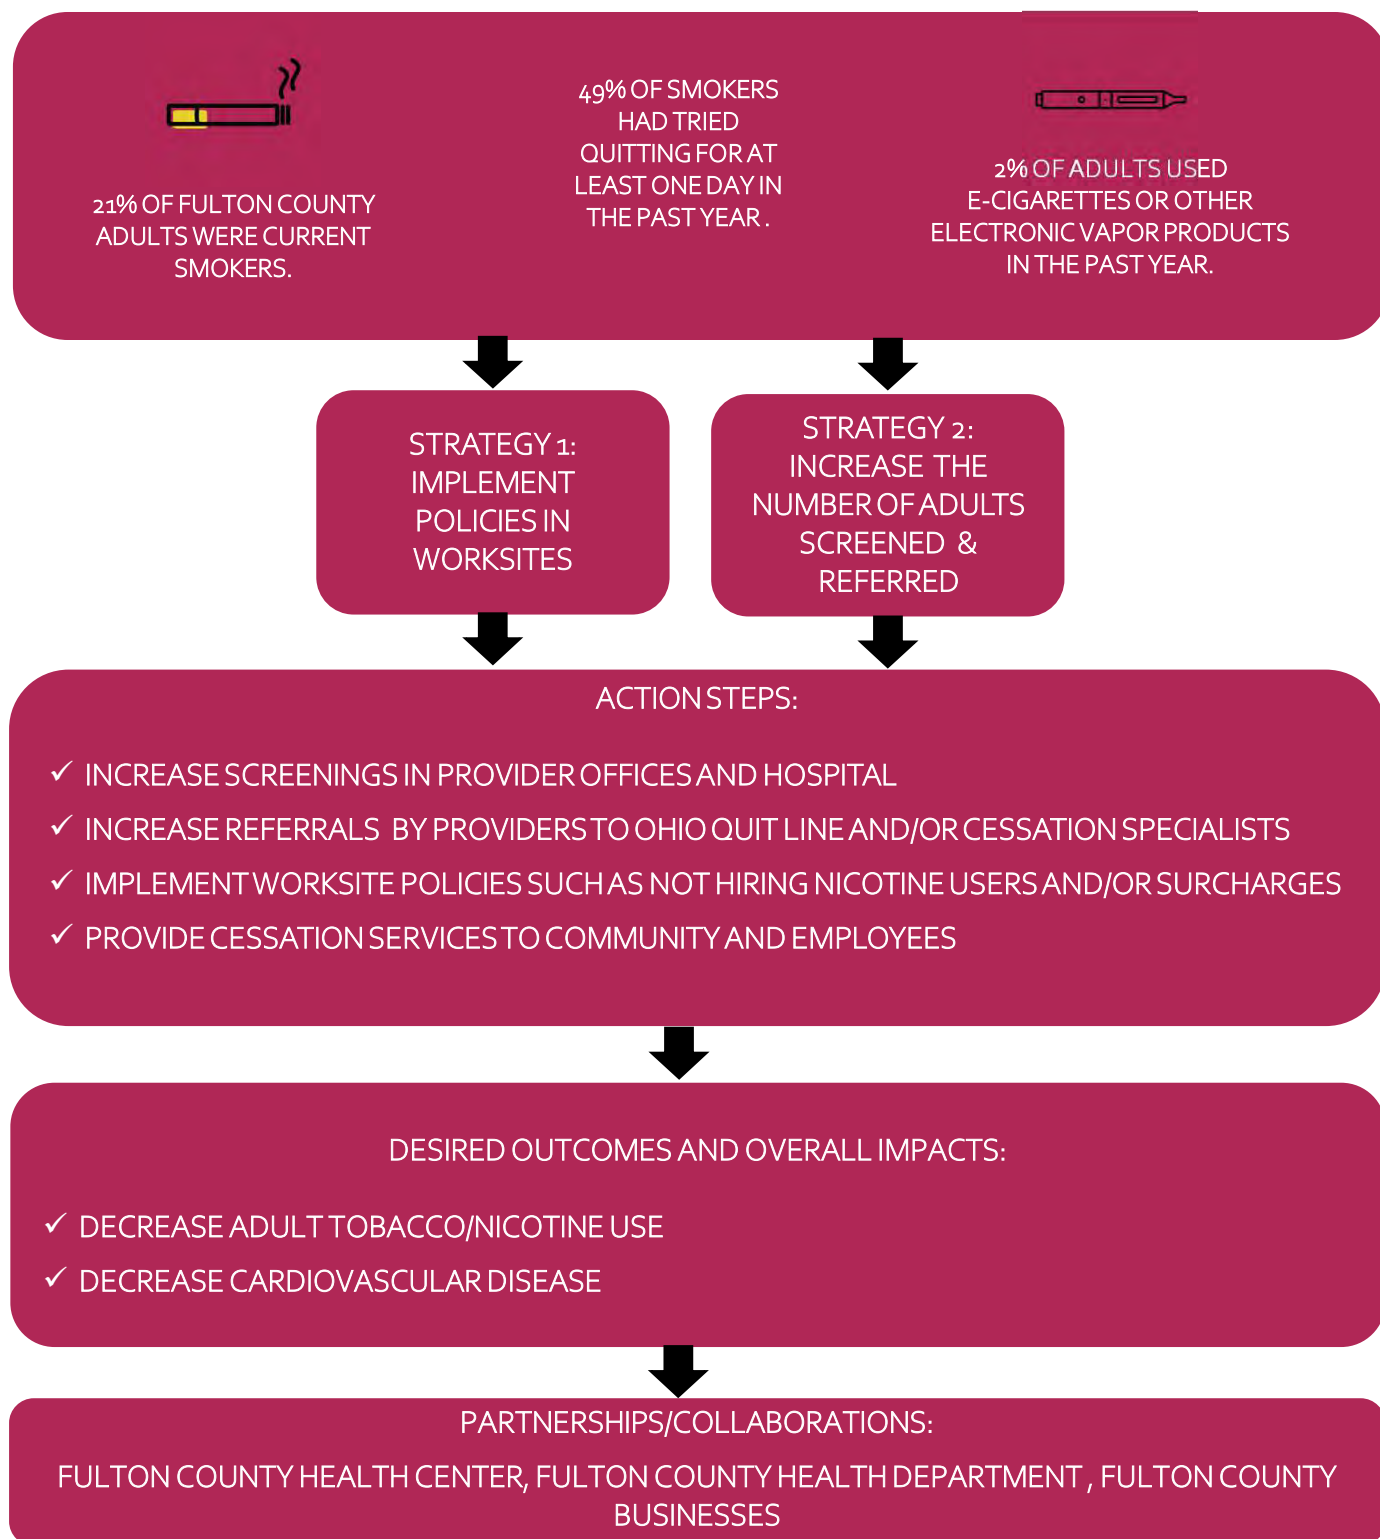 21% OF FULTON COUNTY
ADULTS WERE CURRENT
SMOKERS.
49% OF SMOKERS
HAD TRIED
QUITTING FOR AT
LEAST ONE DAY IN
THE PAST YEAR.
2% OF ADULTS USED
E-CIGARETTES OR OTHER
ELECTRONIC VAPOR PRODUCTS
IN THE PAST YEAR.
STRATEGY 1:
IMPLEMENT
POLICIES IN
WORKSITES
STRATEGY 2:
INCREASE THE
NUMBER OF ADULTS
SCREENED &
REFERRED
ACTION STEPS:
✓ INCREASE SCREENINGS IN PROVIDER OFFICES AND HOSPITAL
✓ INCREASE REFERRALS BY PROVIDERS TO OHIO QUIT LINE AND/OR CESSATION SPECIALISTS
✓ IMPLEMENT WORKSITE POLICIES SUCH AS NOT HIRING NICOTINE USERS AND/OR SURCHARGES
✓ PROVIDE CESSATION SERVICES TO COMMUNITY AND EMPLOYEES
DESIRED OUTCOMES AND OVERALL IMPACTS:
✓ DECREASE ADULT TOBACCO/NICOTINE USE
✓ DECREASE CARDIOVASCULAR DISEASE
PARTNERSHIPS/COLLABORATIONS:
FULTON COUNTY HEALTH CENTER, FULTON COUNTY HEALTH DEPARTMENT , FULTON COUNTY
BUSINESSES